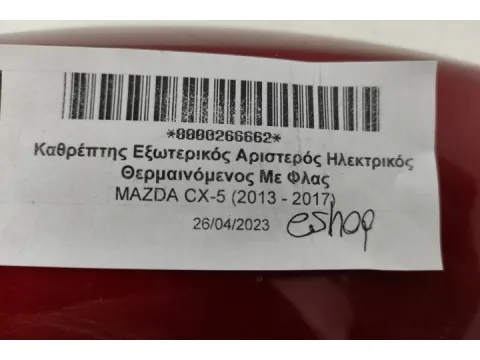 *0000266662*
Καθρέπτης Εξωτερικός Αριστερός Ηλεκτρικός
Θερμαινόμενος Με Φλας
MAZDA CX-5 (2013 - 2017)
26/04/2023 eshop